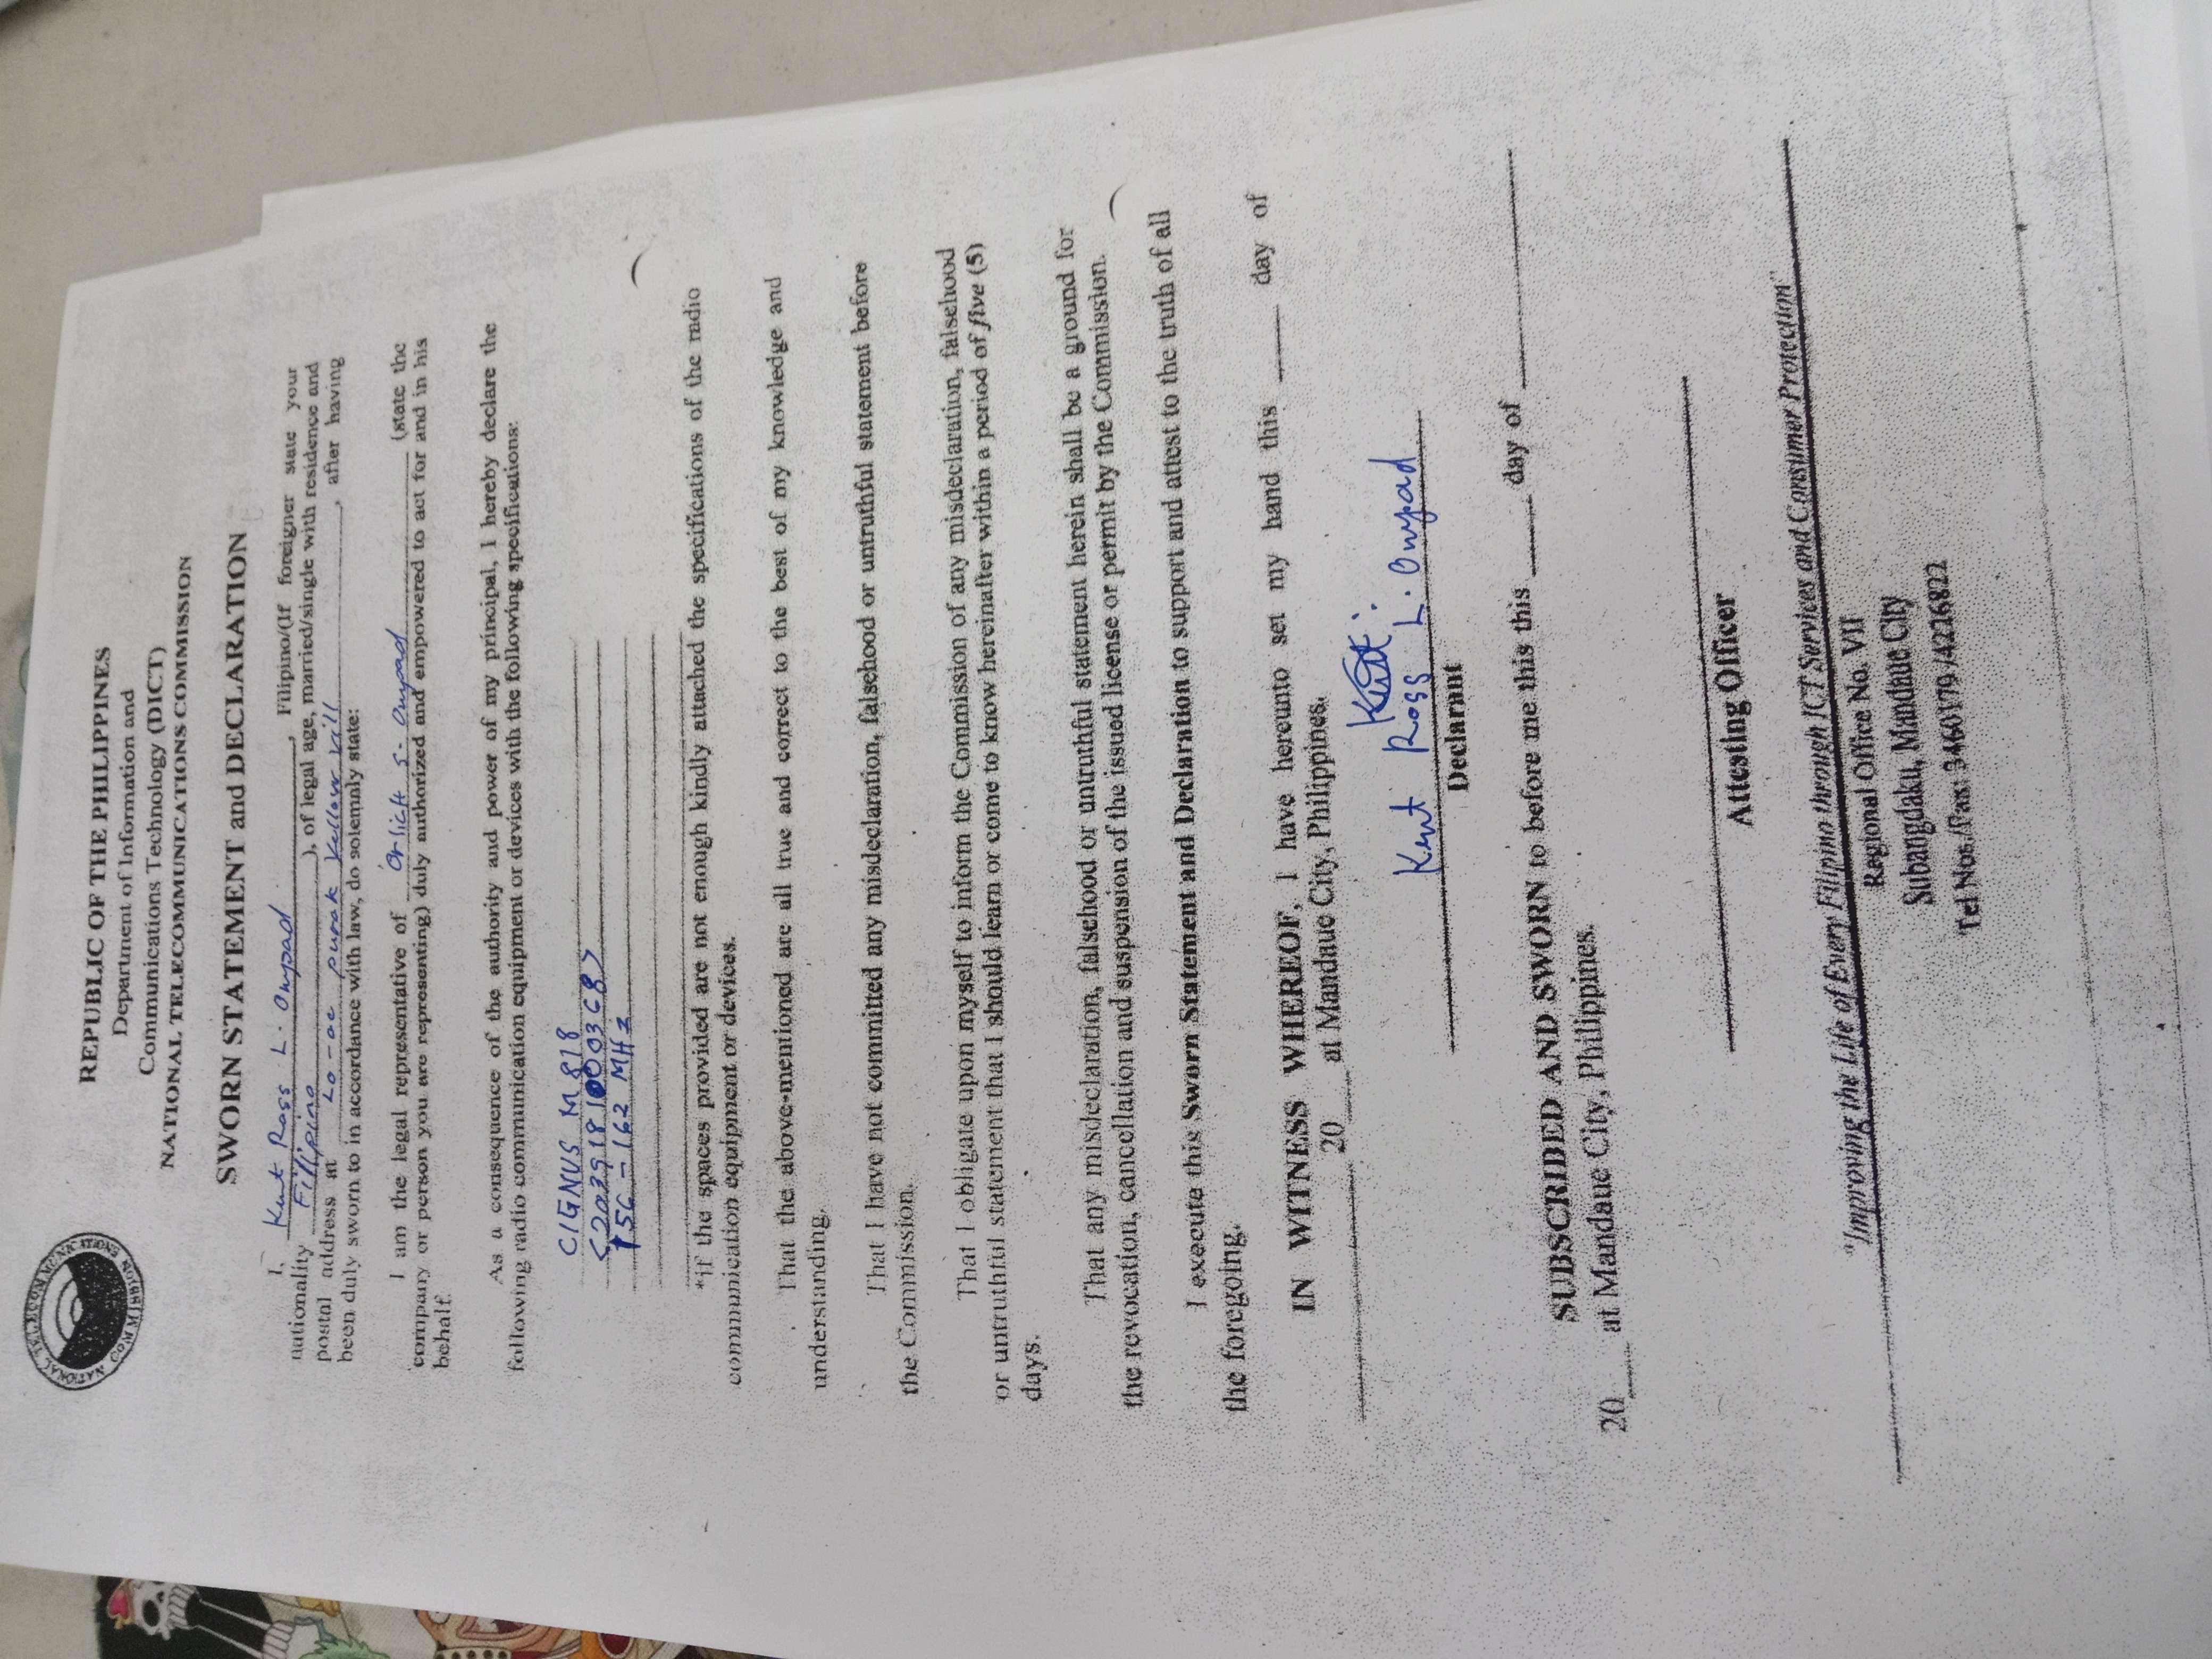 REPUBLIC OF THE PHILIPPINES
Department of Information and
Communications Technology (DICT)
NATIONAL TELECOMMUNICATIONS COMMISSION
SWORN STATEMENT and DECLARATION
I, Kent Ross L. Ompad, Filipino/(If foreigner state your
nationality Filipino), of legal age, married/single with residence and
postal address at Lo-oc purok Yellow bill, after having
been duly sworn to in accordance with law, do solemnly state:
I am the legal representative of Orlich S. Ompad (state the
company or person you are representing) duly authorized and empowered to act for and in his
behalf.
As a consequence of the authority and power of my principal, I hereby declare the
following radio communication equipment or devices with the following specifications:
CIGNUS M818
156 - 162 MHz
*if the spaces provided are not enough kindly attached the specifications of the radio
communication equipment or devices.
That the above-mentioned are all true and correct to the best of my knowledge and
understanding.
That I have not committed any misdeclaration, falsehood or untruthful statement before
the Commission.
That I obligate upon myself to inform the Commission of any misdeclaration, falsehood
or untruthful statement that I should learn or come to know hereinafter within a period of five (5)
days.
That any misdeclaration, falsehood or untruthful statement herein shall be a ground for
the revocation, cancellation and suspension of the issued license or permit by the Commission.
I execute this Sworn Statement and Declaration to support and attest to the truth of all
the foregoing.
IN WITNESS WHEREOF, I have hereunto set my hand this ____ day of
____ 20__ at Mandaue City, Philippines.
Kent
Kent Ross L. Ompad
Declarant
SUBSCRIDED AND SWORN to before me this ____ day of ____
20__ at Mandaue City, Philippines.
Attesting Officer
"Improving the Life of Every Filipino through ICT Services and Consumer Protection"
Regional Office No. VII
Subangdaku, Mandaue City
Tel Nos./Fax: 3460179/4226822